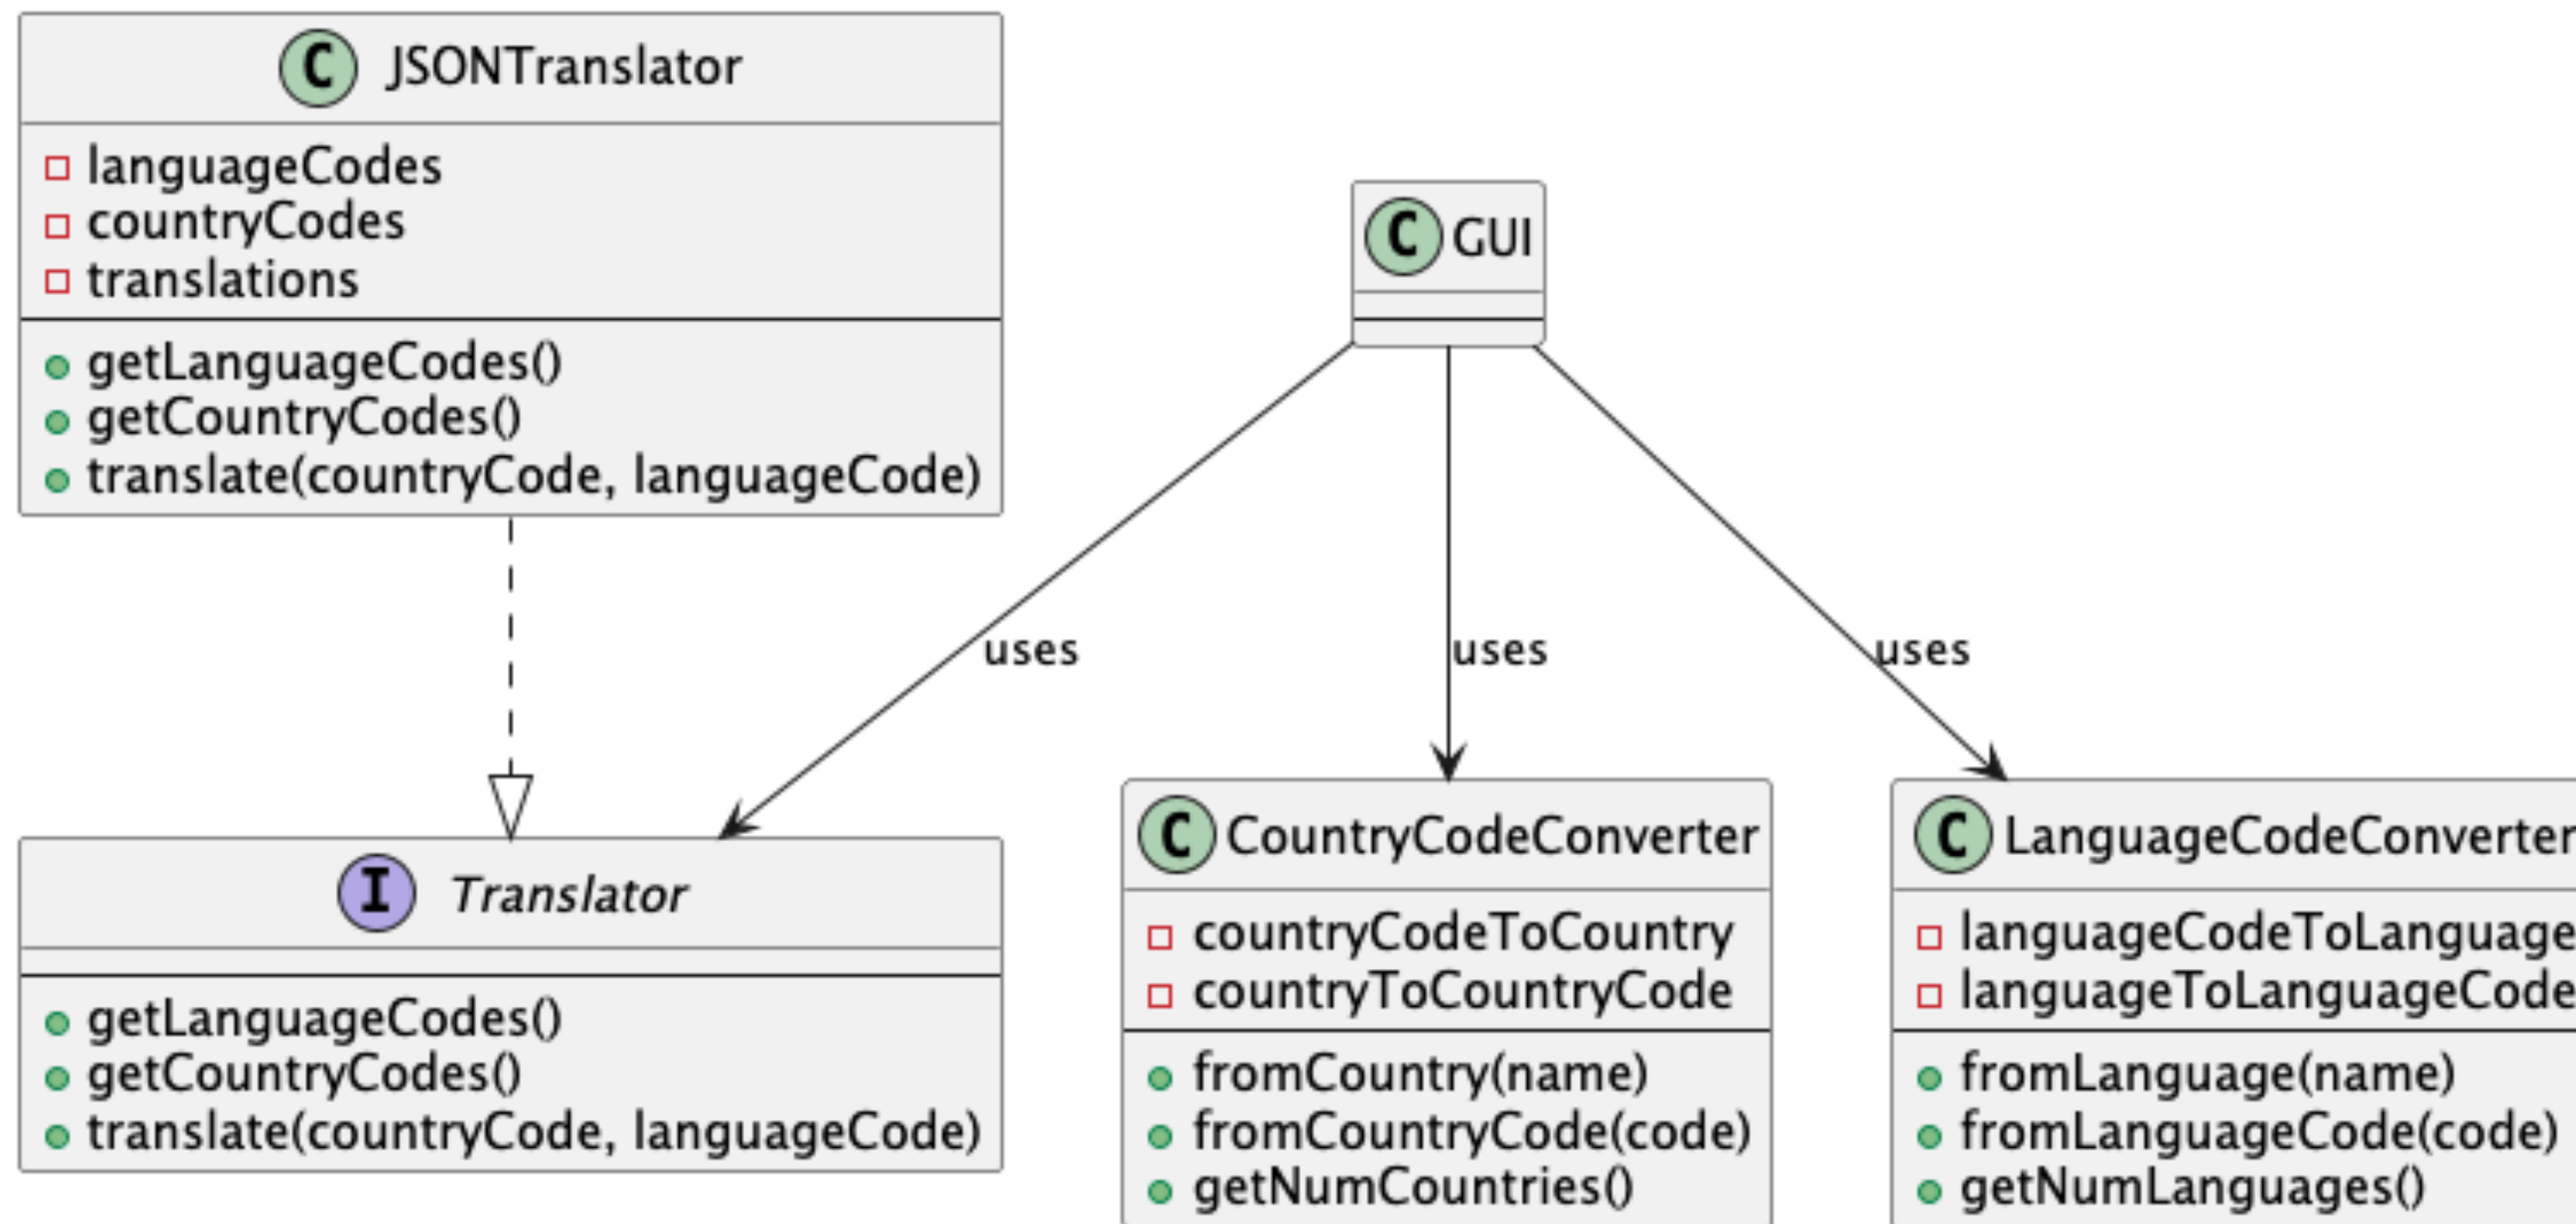 C JSONTranslator
languageCodes
countryCodes
translations
getLanguageCodes()
getCountryCodes()
translate(countryCode, languageCode)
C GUI
uses
uses
uses
I Translator
getLanguageCodes()
getCountryCodes()
translate(countryCode, languageCode)
C CountryCodeConverter
countryCodeToCountry
countryToCountryCode
fromCountry(name)
fromCountryCode(code)
getNumCountries()
C LanguageCodeConverter
languageCodeToLanguage
languageToLanguageCode
fromLanguage(name)
fromLanguageCode(code)
getNumLanguages()